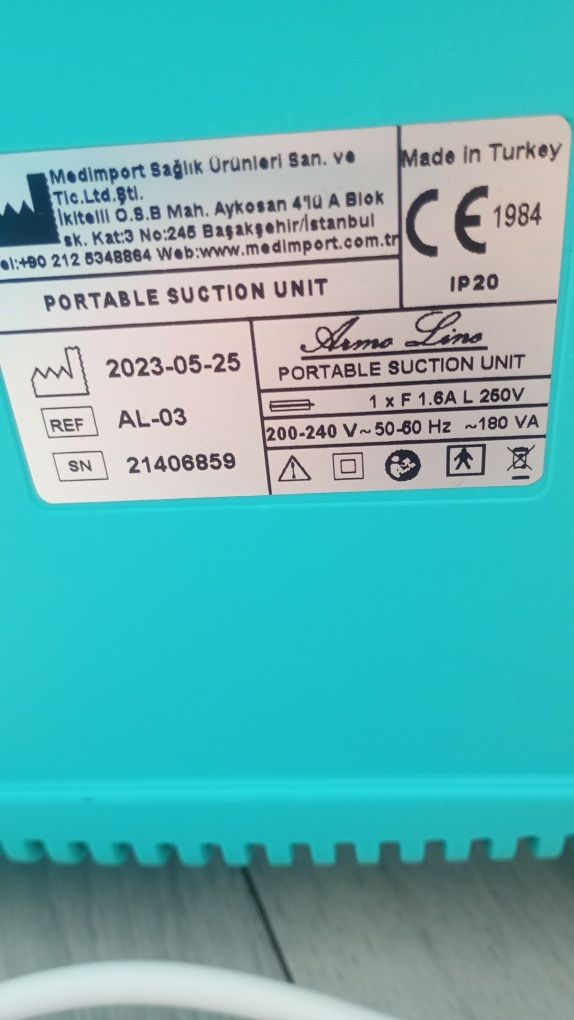 Medimport Sağlık Ürünleri San. ve
Tic.Ltd.Şti.
İkitelli O.S.B Mah. Aykosan 4'lü A Blok
sk. Kat:3 No:245 Başakşehir/İstanbul
el:+90 212 5348864 Web:www.medimport.com.tr
Made in Turkey
CE 1984
IP20
PORTABLE SUCTION UNIT
2023-05-25
REF AL-03
SN 21406859
Armo Line
PORTABLE SUCTION UNIT
1 x F 1.6A L 250V
200-240 V~50-60 Hz ~180 VA